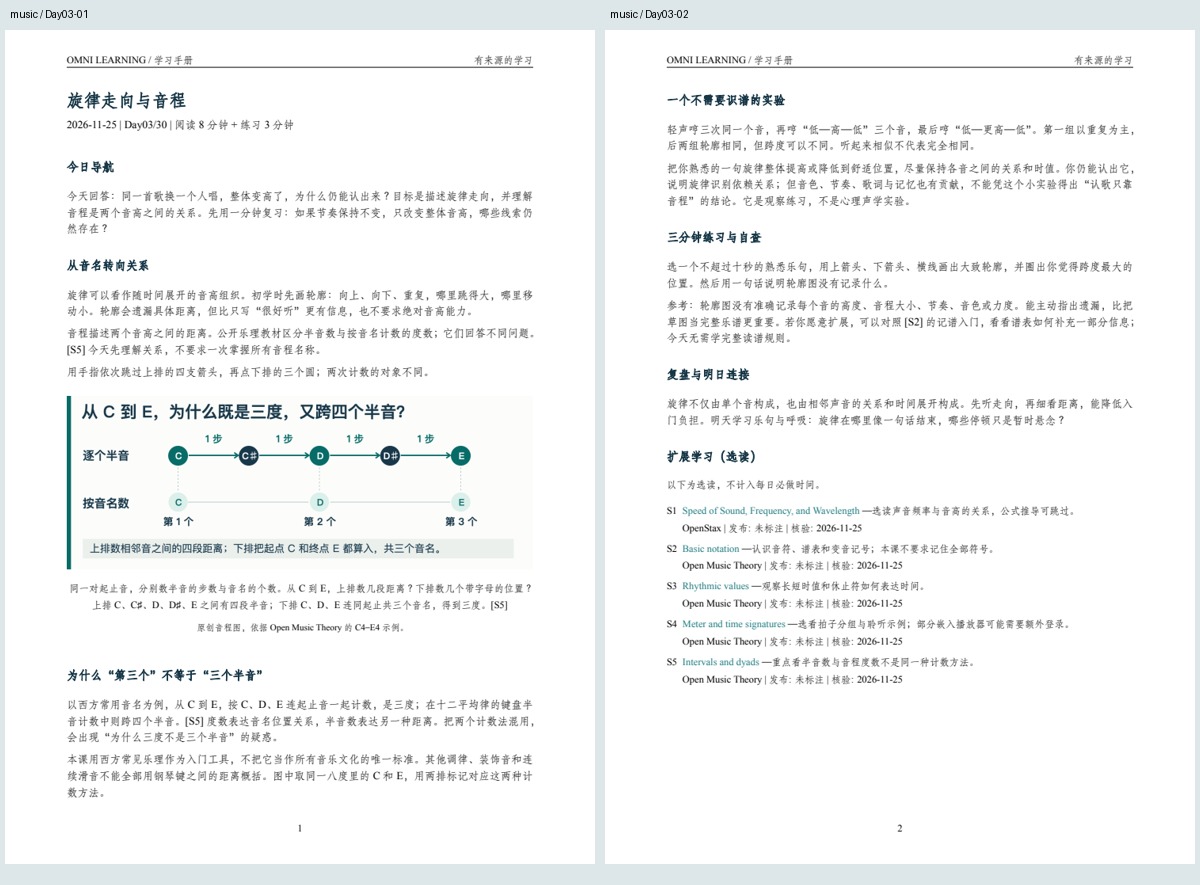 music / Day03-01
OMNI LEARNING / 学习手册 有来源的学习
旋律走向与音程
2026-11-25 | Day03/30 | 阅读 8 分钟 + 练习 3 分钟
今日导航
今天回答：同一首歌换一个人唱，整体变高了，为什么仍能认出来？目标是描述旋律走向，并理解
音程是两个音高之间的关系。先用一分钟复习：如果节奏保持不变，只改变整体音高，哪些线索仍
然存在？
从音名转向关系
旋律可以看作随时间展开的音高组织。初学时先画轮廓：向上、向下、重复，哪里跳得大，哪里移
动小。轮廓会遗漏具体距离，但比只写“很好听”更有信息，也不要求绝对音高能力。
音程描述两个音高之间的距离。公开乐理教材区分半音数与按音名计数的度数；它们回答不同问题。
[S5] 今天先理解关系，不要求一次掌握所有音程名称。
用手指依次跳过上排的四支箭头，再点下排的三个圆；两次计数的对象不同。
从 C 到 E，为什么既是三度，又跨四个半音？
1 步 1 步 1 步 1 步
逐个半音 C C♯ D D♯ E
按音名数 C D E
第 1 个 第 2 个 第 3 个
上排数相邻音之间的四段距离；下排把起点 C 和终点 E 都算入，共三个音名。
同一对起止音，分别数半音的步数与音名的个数。从 C 到 E，上排数几段距离？下排数几个带字母的位置？
上排 C、C♯、D、D♯、E 之间有四段半音；下排 C、D、E 连同起止共三个音名，得到三度。[S5]
原创音程图，依据 Open Music Theory 的 C4–E4 示例。
为什么“第三个”不等于“三个半音”
以西方常用音名为例，从 C 到 E，按 C、D、E 连起止音一起计数，是三度；在十二平均律的键盘半
音计数中则跨四个半音。[S5] 度数表达音名位置关系，半音数表达另一种距离。把两个计数法混用，
会出现“为什么三度不是三个半音”的疑惑。
本课用西方常见乐理作为入门工具，不把它当作所有音乐文化的唯一标准。其他调律、装饰音和连
续滑音不能全部用钢琴键之间的距离概括。图中取同一八度里的 C 和 E，用两排标记对应这两种计
数方法。
1
music / Day03-02
OMNI LEARNING / 学习手册 有来源的学习
一个不需要识谱的实验
轻声哼三次同一个音，再哼“低—高—低”三个音，最后哼“低—更高—低”。第一组以重复为主，
后两组轮廓相同，但跨度可以不同。听起来相似不代表完全相同。
把你熟悉的一句旋律整体提高或降低到舒适位置，尽量保持各音之间的关系和时值。你仍能认出它，
说明旋律识别依赖关系；但音色、节奏、歌词与记忆也有贡献，不能凭这个小实验得出“认歌只靠
音程”的结论。它是观察练习，不是心理声学实验。
三分钟练习与自查
选一个不超过十秒的熟悉乐句，用上箭头、下箭头、横线画出大致轮廓，并圈出你觉得跨度最大的
位置。然后用一句话说明轮廓图没有记录什么。
参考：轮廓图没有准确记录每个音的高度、音程大小、节奏、音色或力度。能主动指出遗漏，比把
草图当完整乐谱更重要。若你愿意扩展，可以对照 [S2] 的记谱入门，看看谱表如何补充一部分信息；
今天无需学完整读谱规则。
复盘与明日连接
旋律不仅由单个音构成，也由相邻声音的关系和时间展开构成。先听走向，再细看距离，能降低入
门负担。明天学习乐句与呼吸：旋律在哪里像一句话结束，哪些停顿只是暂时悬念？
扩展学习（选读）
以下为选读，不计入每日必做时间。
S1 Speed of Sound, Frequency, and Wavelength —选读声音频率与音高的关系，公式推导可跳过。
OpenStax | 发布: 未标注 | 核验: 2026-11-25
S2 Basic notation —认识音符、谱表和变音记号；本课不要求记住全部符号。
Open Music Theory | 发布: 未标注 | 核验: 2026-11-25
S3 Rhythmic values —观察长短时值和休止符如何表达时间。
Open Music Theory | 发布: 未标注 | 核验: 2026-11-25
S4 Meter and time signatures —选看拍子分组与聆听示例；部分嵌入播放器可能需要额外登录。
Open Music Theory | 发布: 未标注 | 核验: 2026-11-25
S5 Intervals and dyads —重点看半音数与音程度数不是同一种计数方法。
Open Music Theory | 发布: 未标注 | 核验: 2026-11-25
2